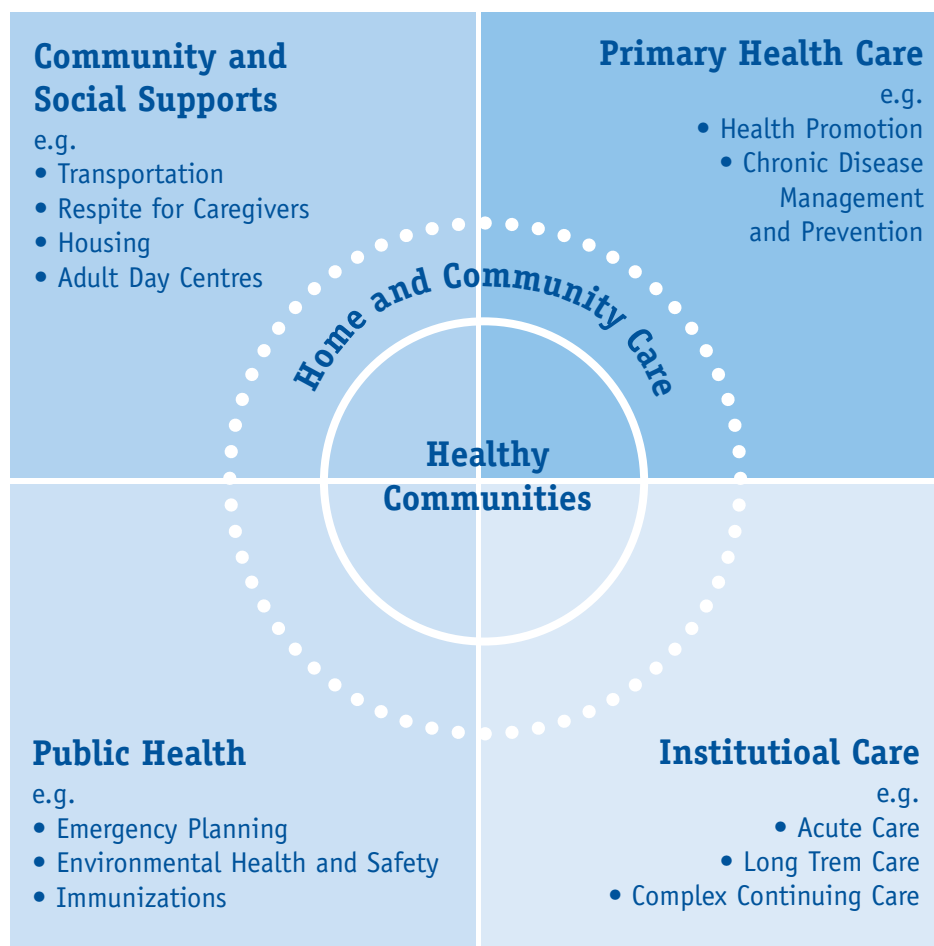 Community and
Social Supports
e.g.
• Transportation
• Respite for Caregivers
• Housing
• Adult Day Centres
Primary Health Care
e.g.
• Health Promotion
• Chronic Disease
Management
and Prevention
Home and Community Care
Healthy
Communities
Public Health
e.g.
• Emergency Planning
• Environmental Health and Safety
• Immunizations
Institutioal Care
e.g.
• Acute Care
• Long Trem Care
• Complex Continuing Care